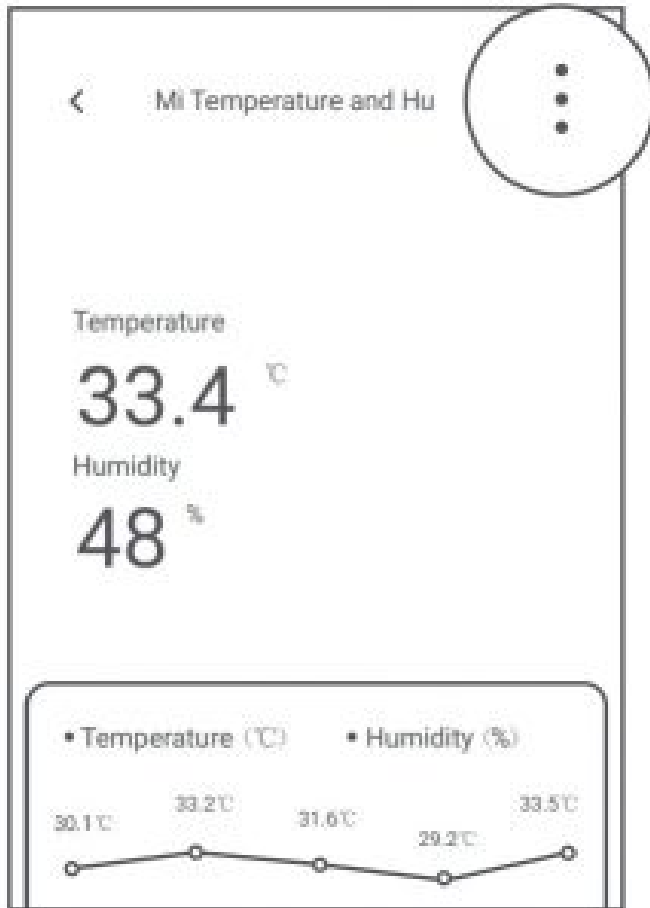 Mi Temperature and Hu
Temperature
33.4 ℃
Humidity
48 %
• Temperature (℃) • Humidity (%)
30.1℃ 33.2℃ 31.6℃ 29.2℃ 33.5℃